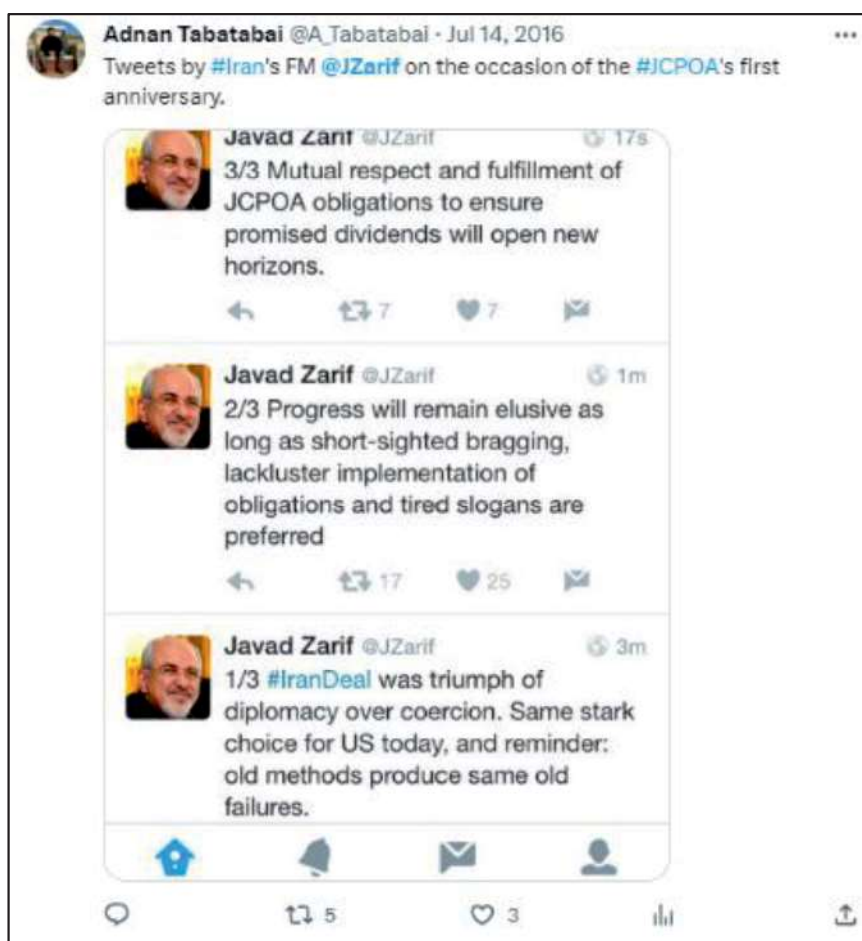 Adnan Tabatabai @A_Tabatabai · Jul 14, 2016
Tweets by #Iran's FM @JZarif on the occasion of the #JCPOA's first
anniversary.
Javad Zarif @JZarif 17s
3/3 Mutual respect and fulfillment of
JCPOA obligations to ensure
promised dividends will open new
horizons.
7 7
Javad Zarif @JZarif 1m
2/3 Progress will remain elusive as
long as short-sighted bragging,
lackluster implementation of
obligations and tired slogans are
preferred
17 25
Javad Zarif @JZarif 3m
1/3 #IranDeal was triumph of
diplomacy over coercion. Same stark
choice for US today, and reminder:
old methods produce same old
failures.
5 3